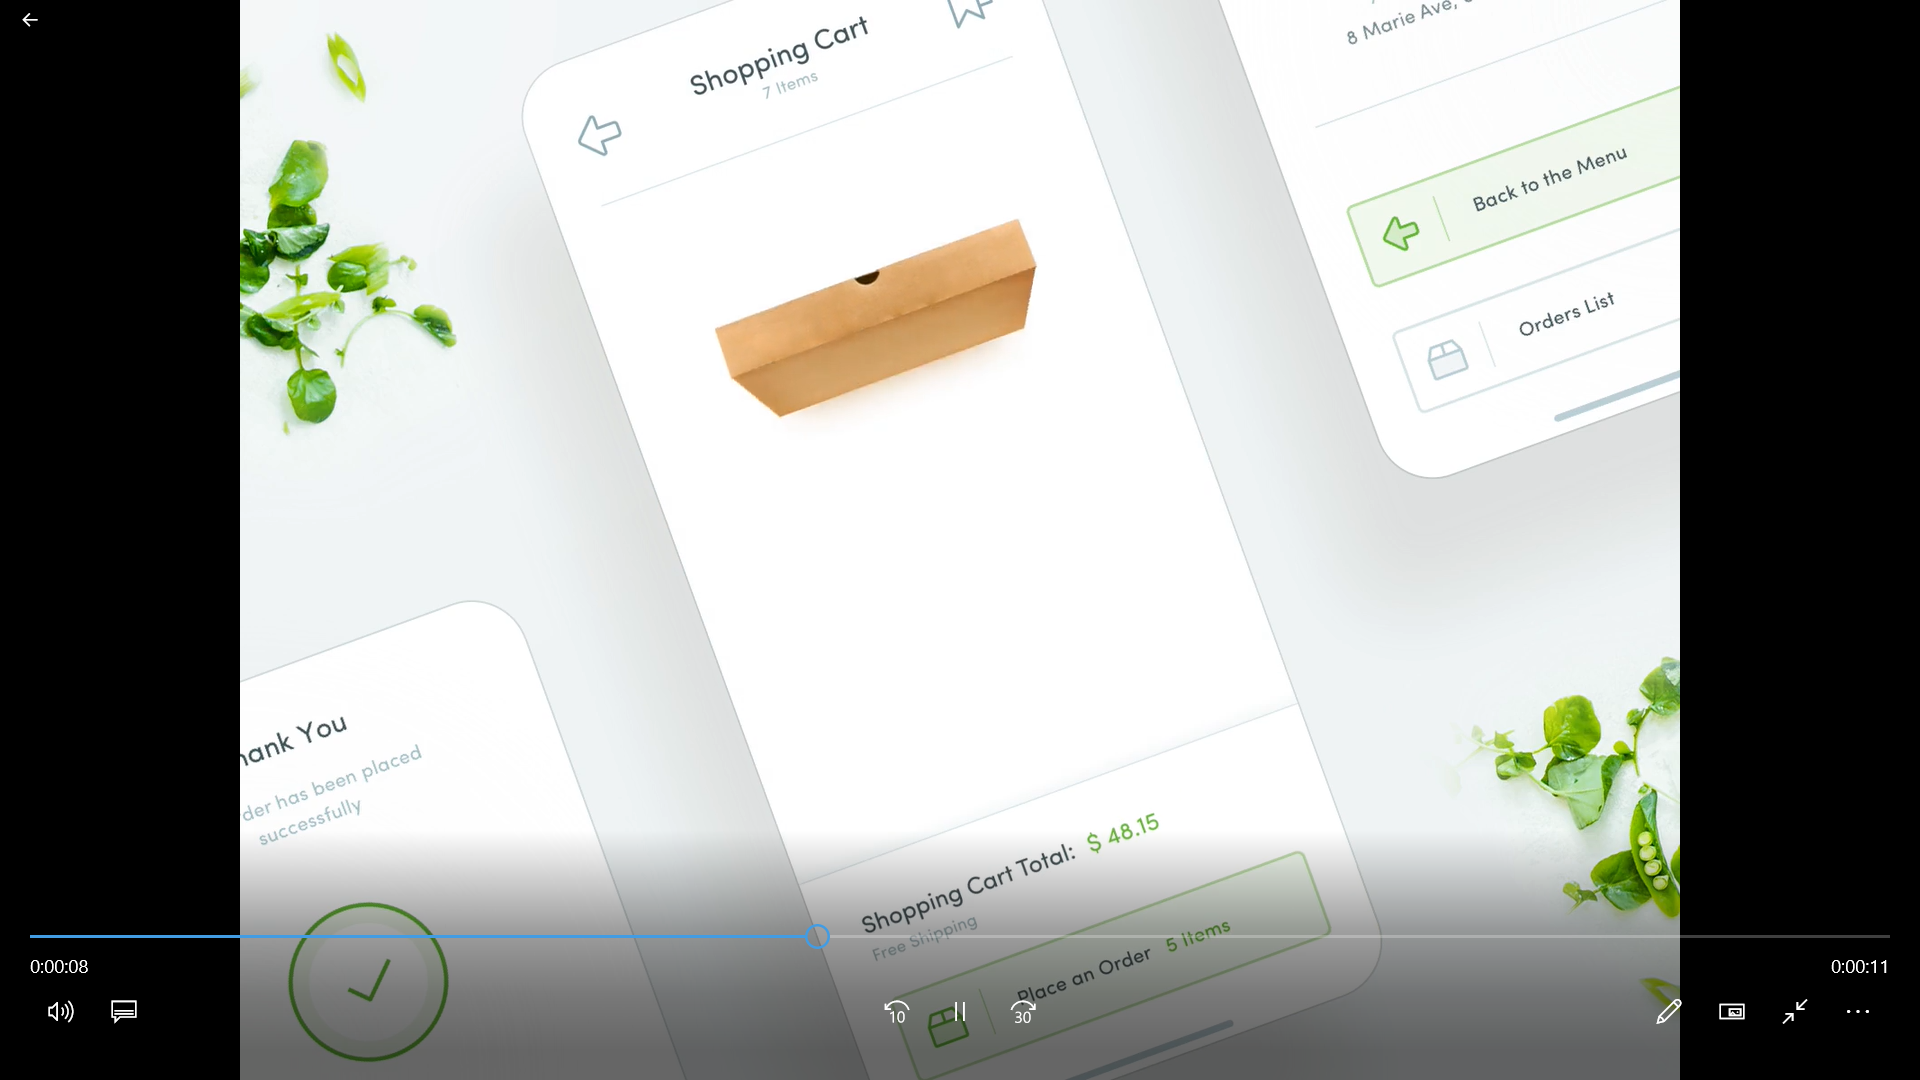 Shopping Cart
7 Items
8 Marie Ave,
Back to the Menu
Orders List
hank You
der has been placed
successfully
Shopping Cart Total: $ 48.15
Free Shipping
Place an Order 5 Items
0:00:08
0:00:11
10
30